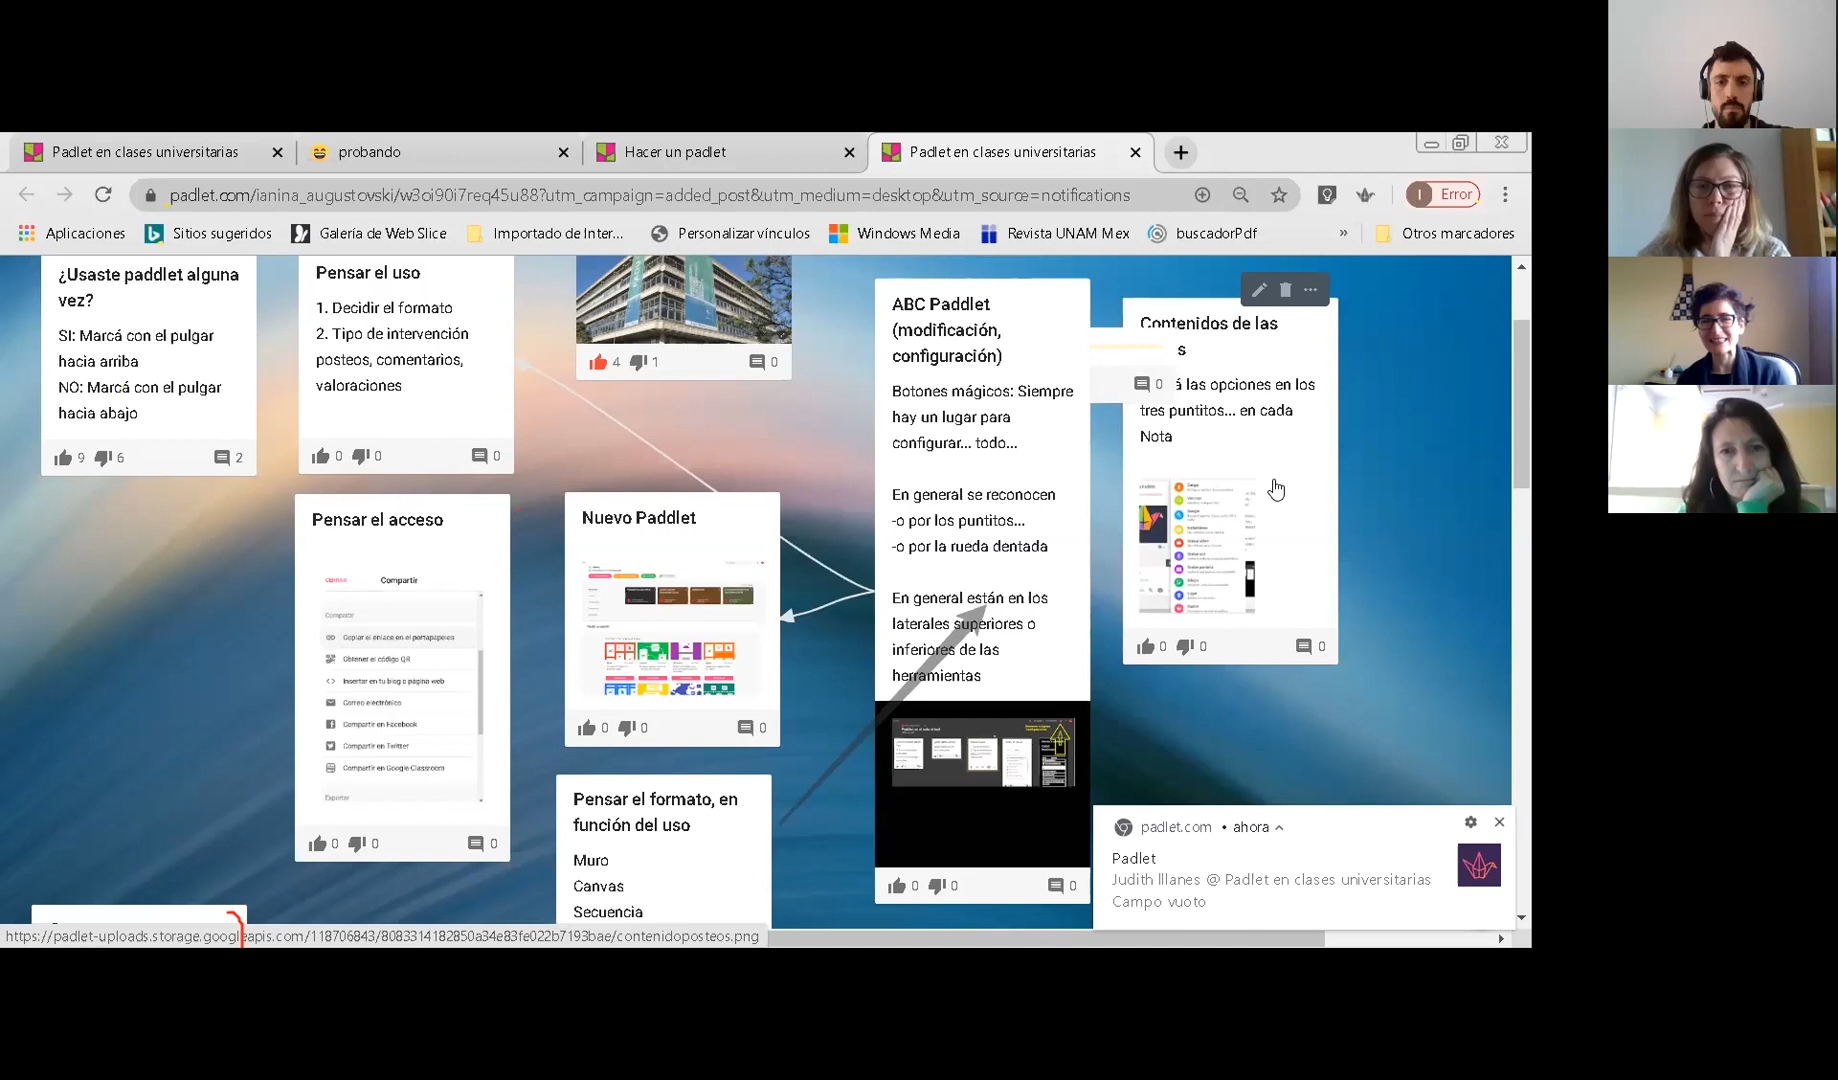 Padlet en clases universitarias
probando
Hacer un padlet
Padlet en clases universitarias
padlet.com/ianina_augustovski/w3oi90i7req45u88?utm_campaign=added_post&utm_medium=desktop&utm_source=notifications
I Error
Aplicaciones
Sitios sugeridos
Galería de Web Slice
Importado de Inter...
Personalizar vínculos
Windows Media
Revista UNAM Mex
buscadorPdf
»
Otros marcadores
¿Usaste paddlet alguna
vez?
SI: Marcá con el pulgar
hacia arriba
NO: Marcá con el pulgar
hacia abajo
9 6 2
Pensar el uso
1. Decidir el formato
2. Tipo de intervención
posteos, comentarios,
valoraciones
0 0 0
4 1 0
Pensar el acceso
Compartir
Compartir
Copiar el enlace en el portapapeles
Obtener el código QR
Insertar en tu blog o página web
Correo electrónico
Compartir en Facebook
Compartir en Twitter
Compartir en Google Classroom
Exportar
0 0 0
Nuevo Paddlet
0 0 0
Pensar el formato, en
función del uso
Muro
Canvas
Secuencia
ABC Paddlet
(modificación,
configuración)
Botones mágicos: Siempre
hay un lugar para
configurar... todo...
En general se reconocen
-o por los puntitos...
-o por la rueda dentada
En general están en los
laterales superiores o
inferiores de las
herramientas
0 0 0
0
Contenidos de las
s
á las opciones en los
tres puntitos... en cada
Nota
0 0 0
padlet.com • ahora
Padlet
Judith Illanes @ Padlet en clases universitarias
Campo vuoto
https://padlet-uploads.storage.googleapis.com/118706843/8083314182850a34e83fe022b7193bae/contenidoposteos.png